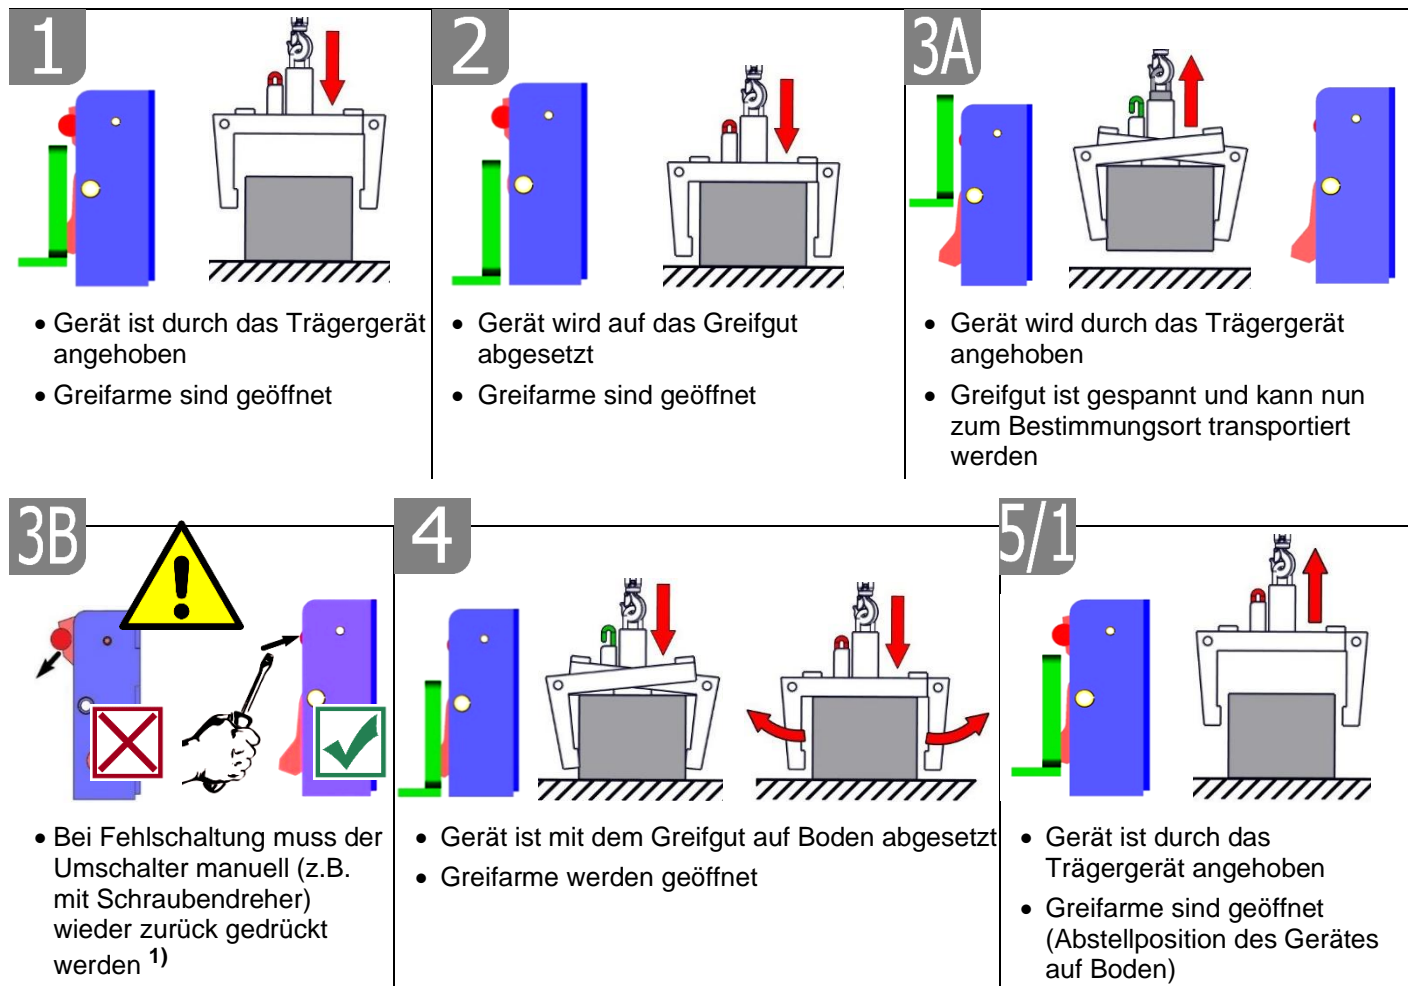 1
• Gerät ist durch das Trägergerät
angehoben
• Greifarme sind geöffnet
2
• Gerät wird auf das Greifgut
abgesetzt
• Greifarme sind geöffnet
3A
• Gerät wird durch das Trägergerät
angehoben
• Greifgut ist gespannt und kann nun
zum Bestimmungsort transportiert
werden
3B
• Bei Fehlschaltung muss der
Umschalter manuell (z.B.
mit Schraubendreher)
wieder zurück gedrückt
werden 1)
4
• Gerät ist mit dem Greifgut auf Boden abgesetzt
• Greifarme werden geöffnet
5/1
• Gerät ist durch das
Trägergerät angehoben
• Greifarme sind geöffnet
(Abstellposition des Gerätes
auf Boden)